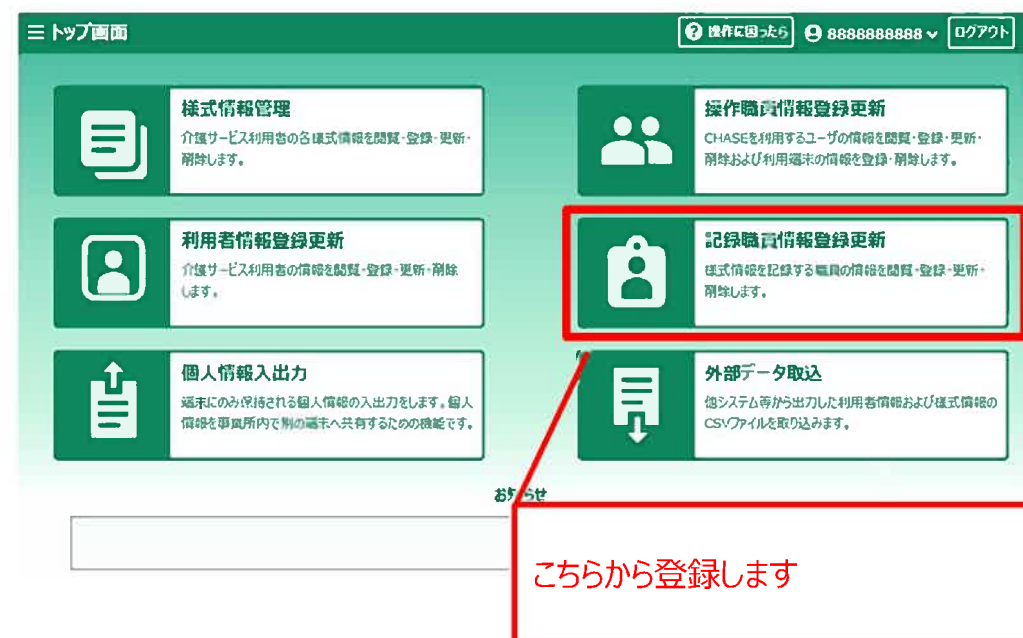 トップ画面
操作に困ったら
8888888888
ログアウト
様式情報管理
介護サービス利用者の各様式情報を閲覧・登録・更新・
削除します。
操作職員情報登録更新
CHASEを利用するユーザの情報を閲覧・登録・更新・
削除および利用端末の情報を登録・削除します。
利用者情報登録更新
介護サービス利用者の情報を閲覧・登録・更新・削除
します。
記録職員情報登録更新
様式情報を記録する職員の情報を閲覧・登録・更新・
削除します。
個人情報入出力
端末にのみ保持される個人情報の入出力をします。個人
情報を事業所内で別の端末へ共有するための機能です。
外部データ取込
他システム等から出力した利用者情報および様式情報の
CSVファイルを取り込みます。
お知らせ
こちらから登録します